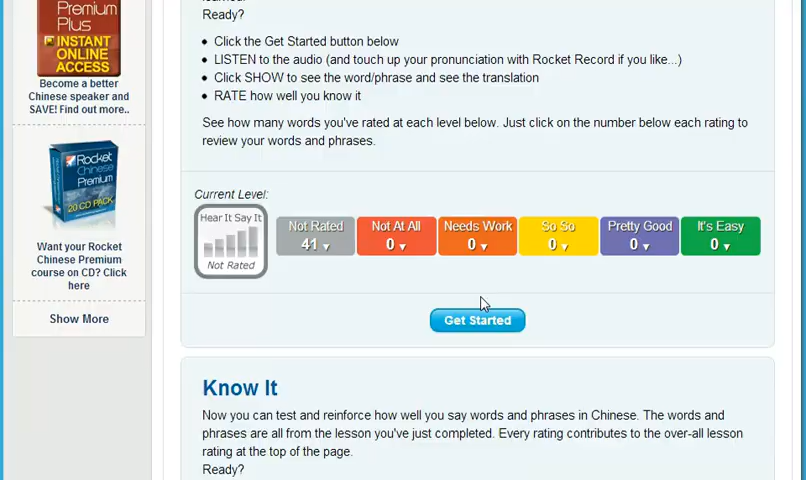 Premium
Plus
INSTANT
ONLINE
ACCESS
Become a better
Chinese speaker and
SAVE! Find out more..
Rocket
Chinese
Premium
20 CD PACK
Want your Rocket
Chinese Premium
course on CD? Click
here
Show More
Ready?
Click the Get Started button below
LISTEN to the audio (and touch up your pronunciation with Rocket Record if you like...)
Click SHOW to see the word/phrase and see the translation
RATE how well you know it
See how many words you've rated at each level below. Just click on the number below each rating to
review your words and phrases.
Current Level:
Hear It Say It
Not Rated
Not Rated
41
Not At All
0
Needs Work
0
So So
0
Pretty Good
0
It's Easy
0
Get Started
Know It
Now you can test and reinforce how well you say words and phrases in Chinese. The words and
phrases are all from the lesson you've just completed. Every rating contributes to the over-all lesson
rating at the top of the page.
Ready?